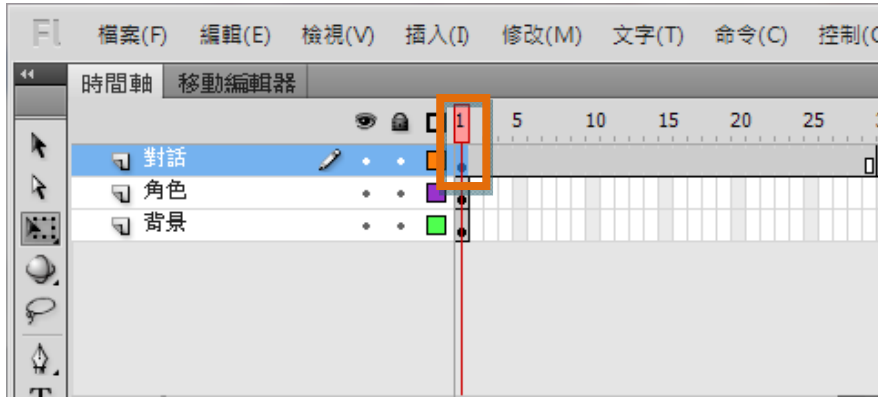 Fl 檔案(F) 編輯(E) 檢視(V) 插入(I) 修改(M) 文字(T) 命令(C) 控制(
時間軸 移動編輯器
1 5 10 15 20 25
對話
角色
背景
T